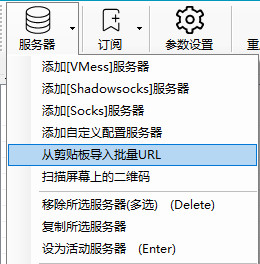 服务器 订阅 参数设置
添加[VMess]服务器
添加[Shadowsocks]服务器
添加[Socks]服务器
添加自定义配置服务器
从剪贴板导入批量URL
扫描屏幕上的二维码
移除所选服务器(多选) (Delete)
复制所选服务器
设为活动服务器 (Enter)